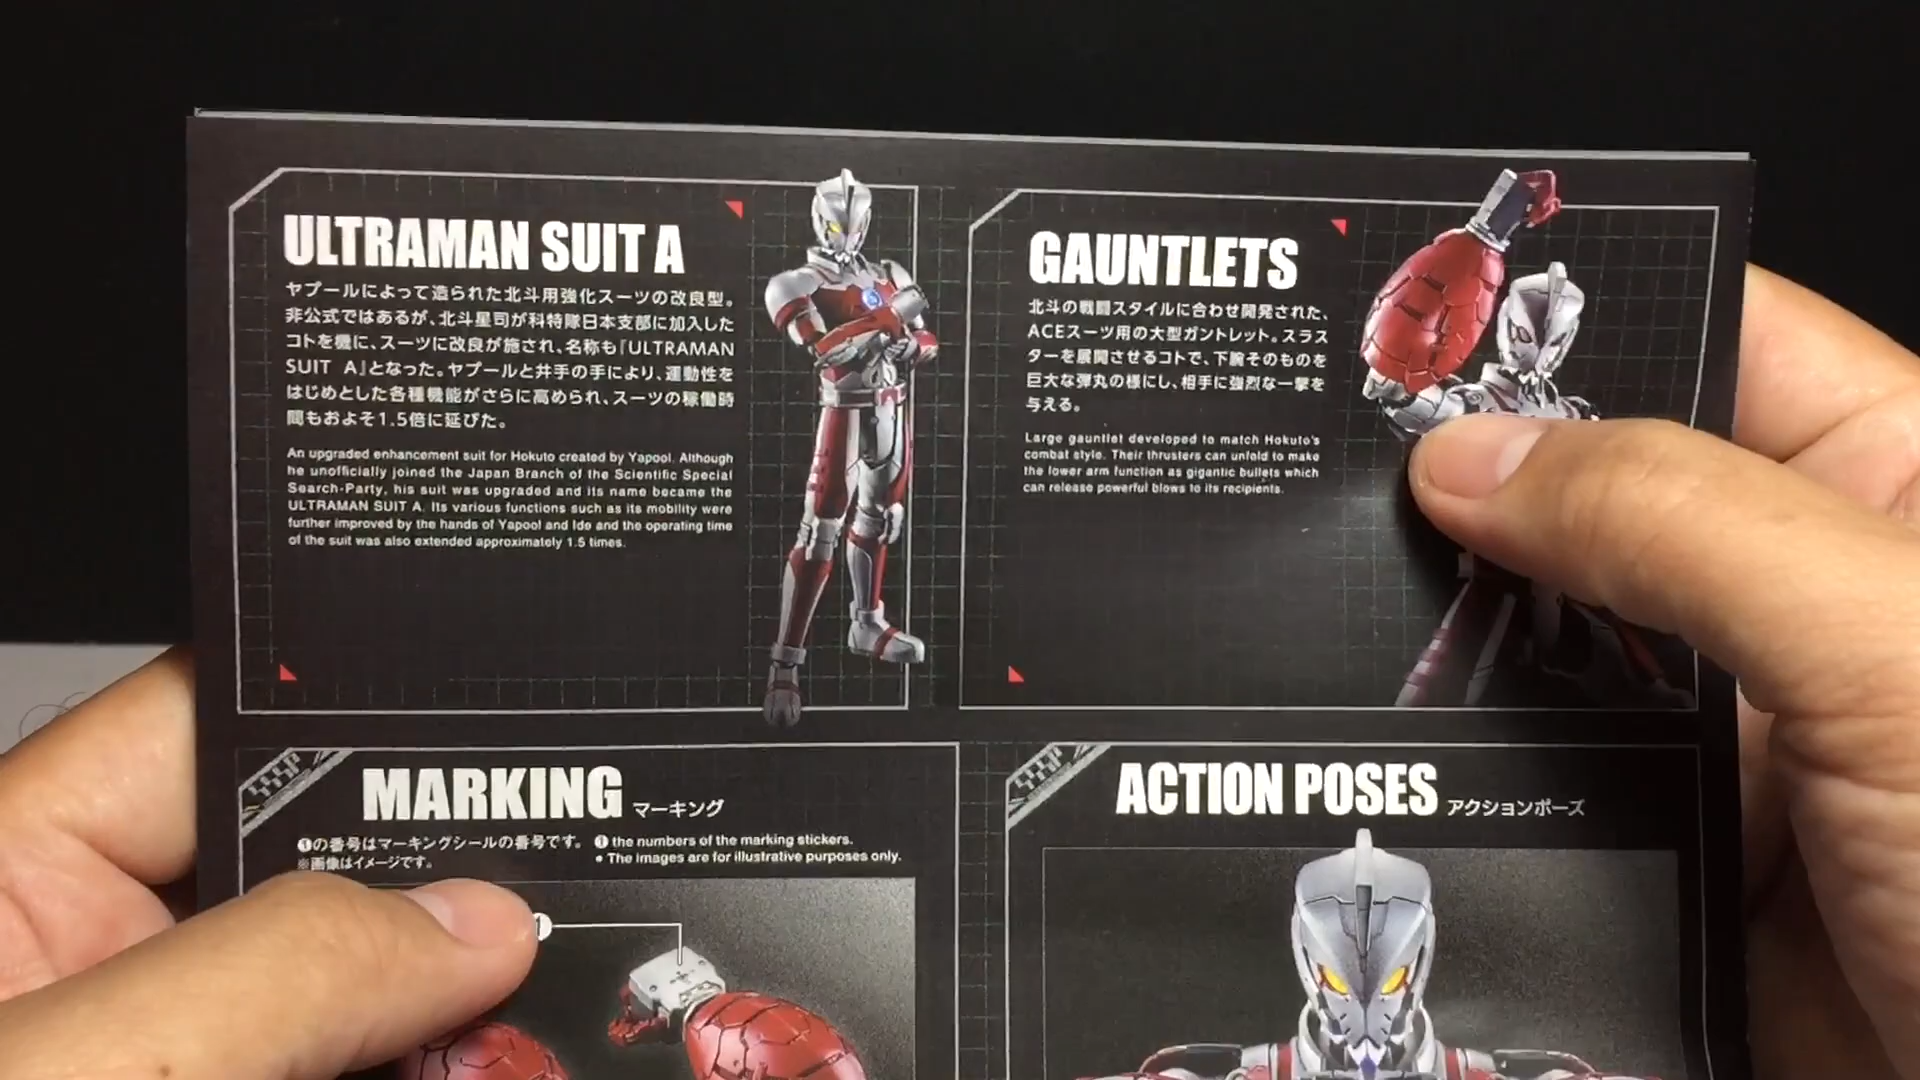 ULTRAMAN SUIT A
ヤプールによって造られた北斗用強化スーツの改良型。
非公式ではあるが、北斗星司が科特隊日本支部に加入した
コトを機に、スーツに改良が施され、名称も『ULTRAMAN
SUIT A』となった。ヤプールと井手の手により、運動性を
はじめとした各種機能がさらに高められ、スーツの稼働時
間もおよそ1.5倍に延びた。
An upgraded enhancement suit for Hokuto created by Yapool. Although
he unofficially joined the Japan Branch of the Scientific Special
Search-Party, his suit was upgraded and its name became the
ULTRAMAN SUIT A. Its various functions such as its mobility were
further improved by the hands of Yapool and Ide and the operating time
of the suit was also extended approximately 1.5 times.
GAUNTLETS
北斗の戦闘スタイルに合わせ開発された、
ACEスーツ用の大型ガントレット。スラス
ターを展開させるコトで、下腕そのものを
巨大な弾丸の様にし、相手に強烈な一撃を
与える。
Large gauntlet developed to match Hokuto's
combat style. Their thrusters can unfold to make
the lower arm function as gigantic bullets which
can release powerful blows to its recipients.
SSSP
MARKING マーキング
❶の番号はマーキングシールの番号です。
※画像はイメージです。
❶ the numbers of the marking stickers.
• The images are for illustrative purposes only.
SSSP
ACTION POSES アクションポーズ